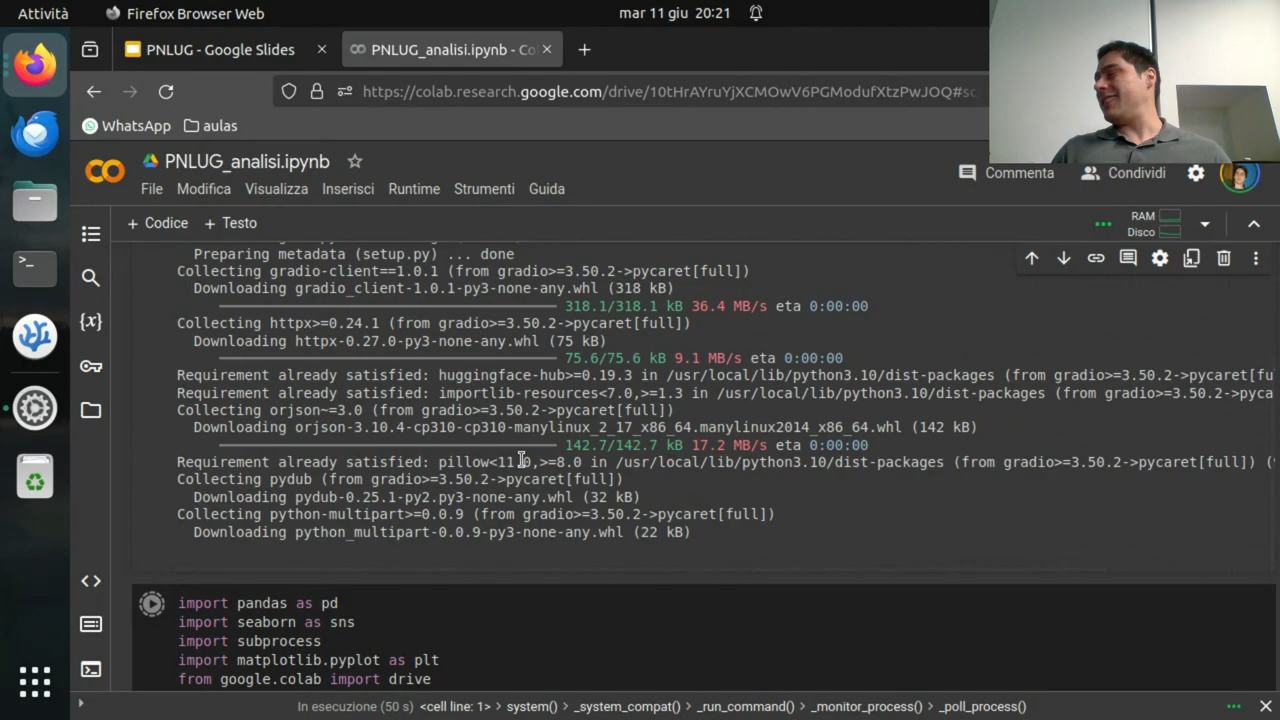 Attività
Firefox Browser Web
mar 11 giu 20:21
PNLUG - Google Slides
PNLUG_analisi.ipynb - Co
https://colab.research.google.com/drive/10tHrAYruYjXCMOwV6PGModufXtzPwJOQ#sc
WhatsApp
aulas
PNLUG_analisi.ipynb
Commenta
Condividi
File Modifica Visualizza Inserisci Runtime Strumenti Guida
+ Codice + Testo
RAM
Disco
Preparing metadata (setup.py) ... done
Collecting gradio-client==1.0.1 (from gradio>=3.50.2->pycaret[full])
Downloading gradio_client-1.0.1-py3-none-any.whl (318 kB)
318.1/318.1 kB 36.4 MB/s eta 0:00:00
Collecting httpx>=0.24.1 (from gradio>=3.50.2->pycaret[full])
Downloading httpx-0.27.0-py3-none-any.whl (75 kB)
75.6/75.6 kB 9.1 MB/s eta 0:00:00
Requirement already satisfied: huggingface-hub>=0.19.3 in /usr/local/lib/python3.10/dist-packages (from gradio>=3.50.2->pycaret[fu
Requirement already satisfied: importlib-resources<7.0,>=1.3 in /usr/local/lib/python3.10/dist-packages (from gradio>=3.50.2->pyca
Collecting orjson~=3.0 (from gradio>=3.50.2->pycaret[full])
Downloading orjson-3.10.4-cp310-cp310-manylinux_2_17_x86_64.manylinux2014_x86_64.whl (142 kB)
142.7/142.7 kB 17.2 MB/s eta 0:00:00
Requirement already satisfied: pillow<11.0,>=8.0 in /usr/local/lib/python3.10/dist-packages (from gradio>=3.50.2->pycaret[full]) (
Collecting pydub (from gradio>=3.50.2->pycaret[full])
Downloading pydub-0.25.1-py2.py3-none-any.whl (32 kB)
Collecting python-multipart>=0.0.9 (from gradio>=3.50.2->pycaret[full])
Downloading python_multipart-0.0.9-py3-none-any.whl (22 kB)
import pandas as pd
import seaborn as sns
import subprocess
import matplotlib.pyplot as plt
from google.colab import drive
In esecuzione (50 s) <cell line: 1> > system() > _system_compat() > _run_command() > _monitor_process() > _poll_process()